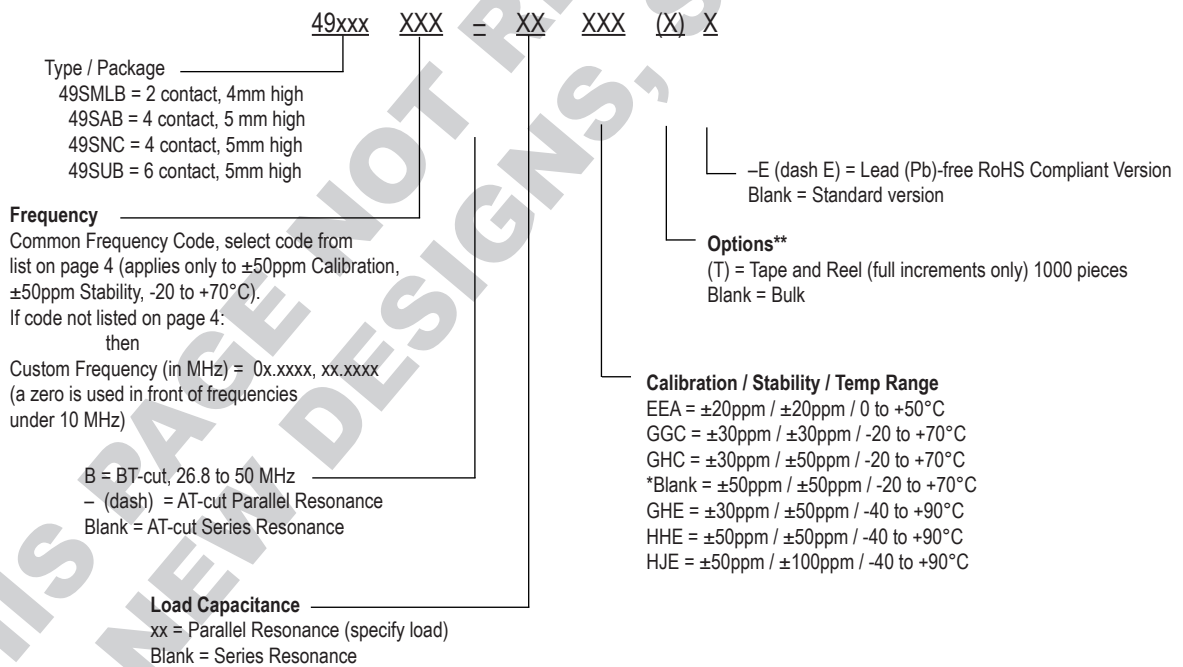 49xxx XXX – XX XXX (X) X
Type / Package
49SMLB = 2 contact, 4mm high
49SAB = 4 contact, 5 mm high
49SNC = 4 contact, 5mm high
49SUB = 6 contact, 5mm high
Frequency
Common Frequency Code, select code from
list on page 4 (applies only to ±50ppm Calibration,
±50ppm Stability, -20 to +70°C).
If code not listed on page 4:
then
Custom Frequency (in MHz) = 0x.xxxx, xx.xxxx
(a zero is used in front of frequencies
under 10 MHz)
B = BT-cut, 26.8 to 50 MHz
– (dash) = AT-cut Parallel Resonance
Blank = AT-cut Series Resonance
Load Capacitance
xx = Parallel Resonance (specify load)
Blank = Series Resonance
–E (dash E) = Lead (Pb)-free RoHS Compliant Version
Blank = Standard version
Options**
(T) = Tape and Reel (full increments only) 1000 pieces
Blank = Bulk
Calibration / Stability / Temp Range
EEA = ±20ppm / ±20ppm / 0 to +50°C
GGC = ±30ppm / ±30ppm / -20 to +70°C
GHC = ±30ppm / ±50ppm / -20 to +70°C
*Blank = ±50ppm / ±50ppm / -20 to +70°C
GHE = ±30ppm / ±50ppm / -40 to +90°C
HHE = ±50ppm / ±50ppm / -40 to +90°C
HJE = ±50ppm / ±100ppm / -40 to +90°C
THIS PAGE NOT
NEW DESIGNS,